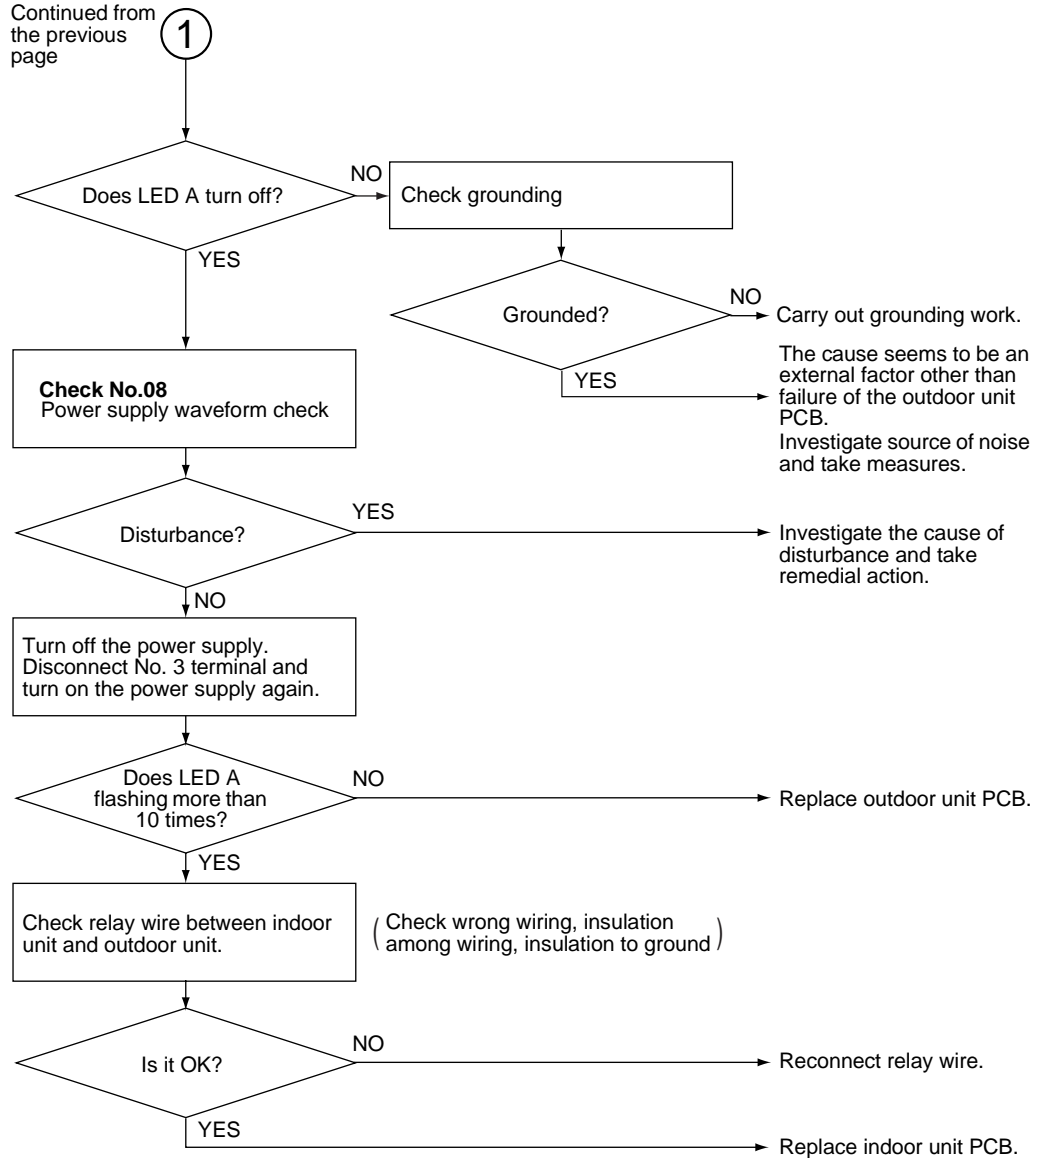 Continued from
the previous
page
1
Does LED A turn off?
NO
Check grounding
YES
Grounded?
NO
Carry out grounding work.
YES
The cause seems to be an
external factor other than
failure of the outdoor unit
PCB.
Investigate source of noise
and take measures.
Check No.08
Power supply waveform check
Disturbance?
YES
Investigate the cause of
disturbance and take
remedial action.
NO
Turn off the power supply.
Disconnect No. 3 terminal and
turn on the power supply again.
Does LED A
flashing more than
10 times?
NO
Replace outdoor unit PCB.
YES
Check relay wire between indoor
unit and outdoor unit.
( Check wrong wiring, insulation
among wiring, insulation to ground )
Is it OK?
NO
Reconnect relay wire.
YES
Replace indoor unit PCB.